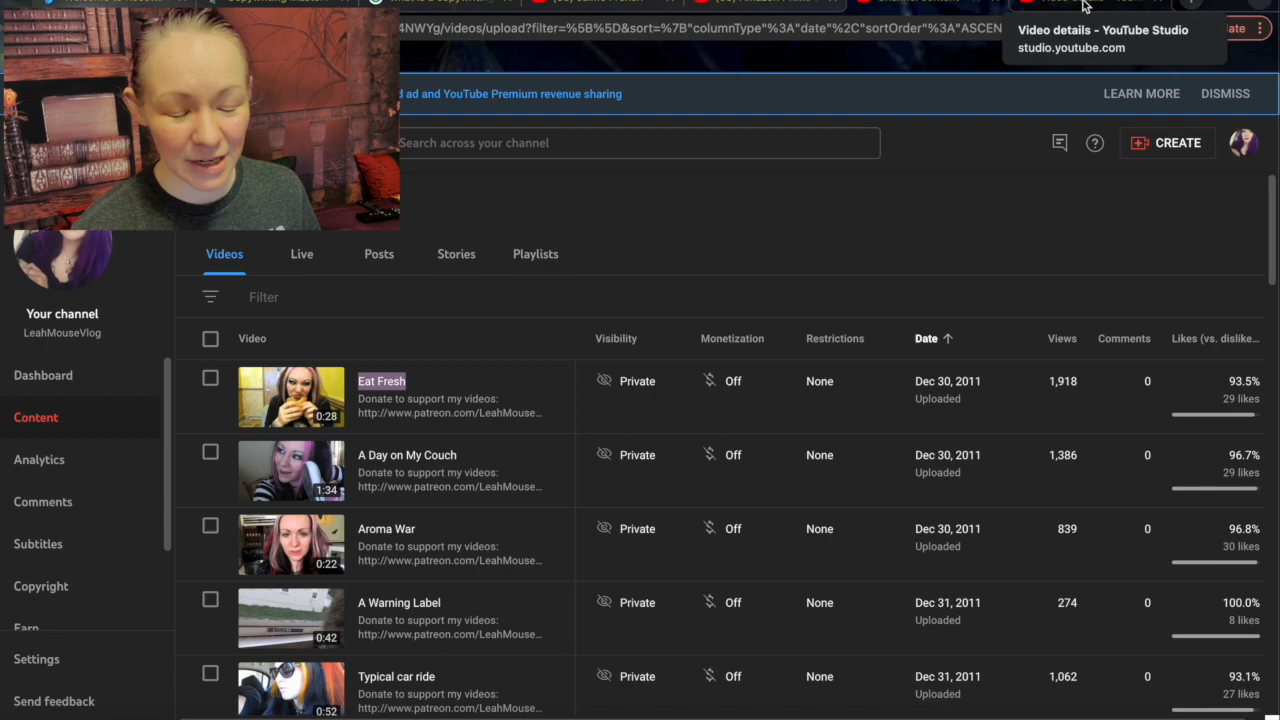 4NWYg/videos/upload?filter=%5B%5D&sort=%7B"columnType"%3A"date"%2C"sortOrder"%3A"ASCEN
Video details - YouTube Studio
studio.youtube.com
ad and YouTube Premium revenue sharing
LEARN MORE
DISMISS
Search across your channel
CREATE
Videos
Live
Posts
Stories
Playlists
Filter
Your channel
LeahMouseVlog
Dashboard
Content
Analytics
Comments
Subtitles
Copyright
Earn
Settings
Send feedback
Video Visibility Monetization Restrictions Date Views Comments Likes (vs. dislike...
Eat Fresh Private Off None Dec 30, 2011 1,918 0 93.5%
Donate to support my videos: Uploaded 29 likes
http://www.patreon.com/LeahMouse...
0:28
A Day on My Couch Private Off None Dec 30, 2011 1,386 0 96.7%
Donate to support my videos: Uploaded 29 likes
http://www.patreon.com/LeahMouse...
1:34
Aroma War Private Off None Dec 30, 2011 839 0 96.8%
Donate to support my videos: Uploaded 30 likes
http://www.patreon.com/LeahMouse...
0:22
A Warning Label Private Off None Dec 31, 2011 274 0 100.0%
Donate to support my videos: Uploaded 8 likes
http://www.patreon.com/LeahMouse...
0:42
Typical car ride Private Off None Dec 31, 2011 1,062 0 93.1%
Donate to support my videos: Uploaded 27 likes
http://www.patreon.com/LeahMouse...
0:52